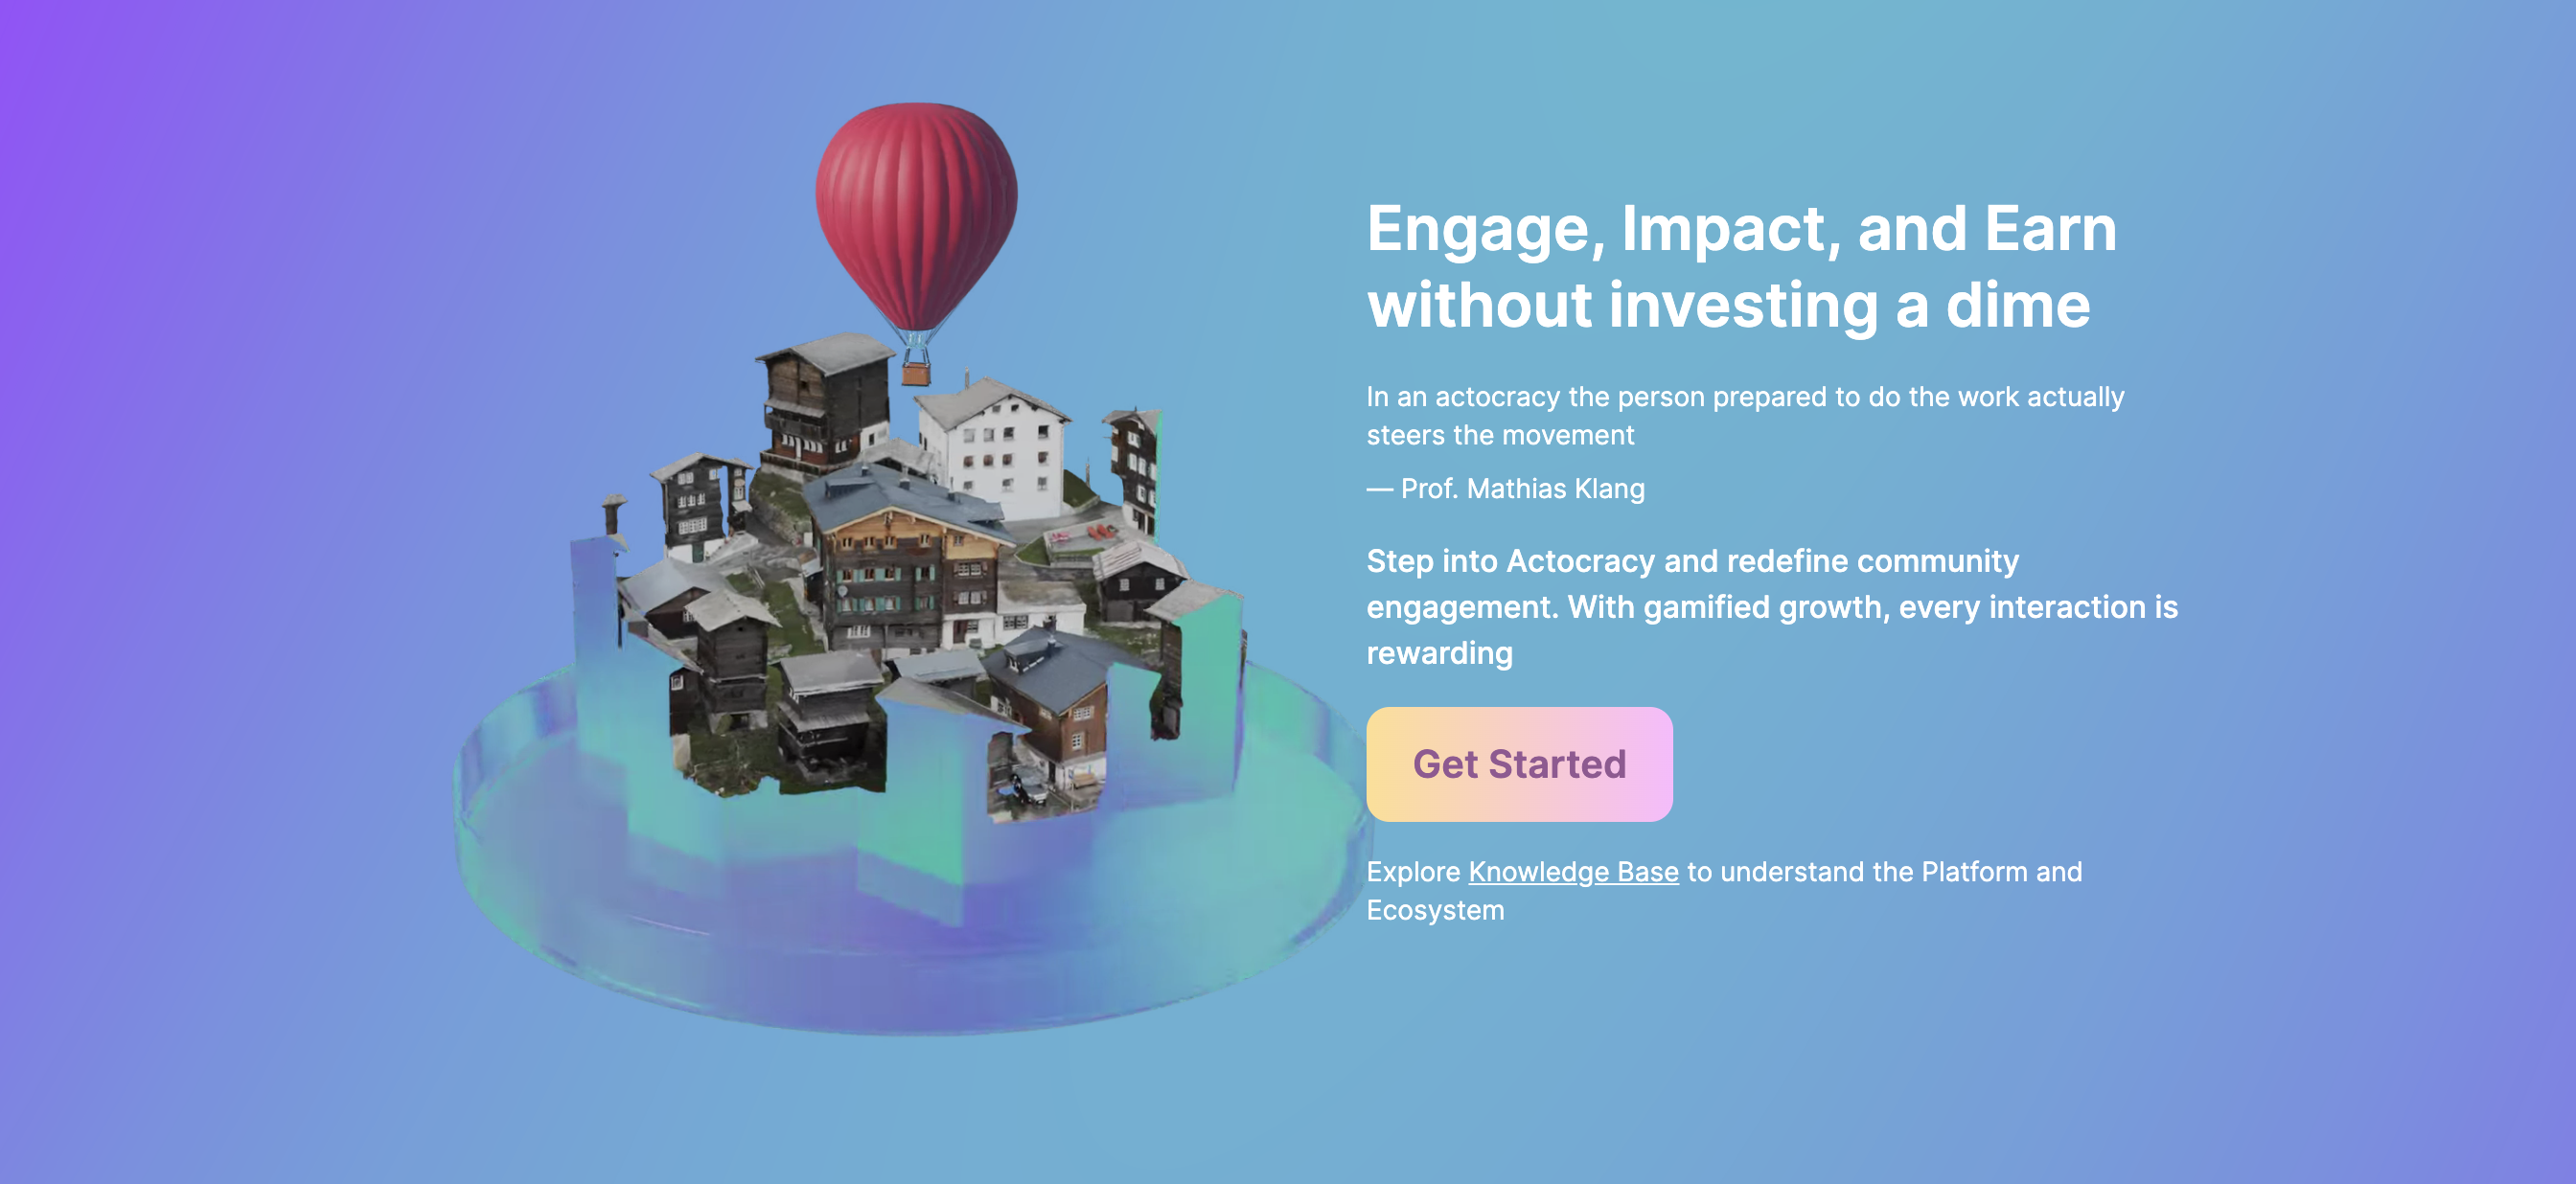 Engage, Impact, and Earn
without investing a dime
In an actocracy the person prepared to do the work actually
steers the movement
— Prof. Mathias Klang
Step into Actocracy and redefine community
engagement. With gamified growth, every interaction is
rewarding
Get Started
Explore Knowledge Base to understand the Platform and
Ecosystem